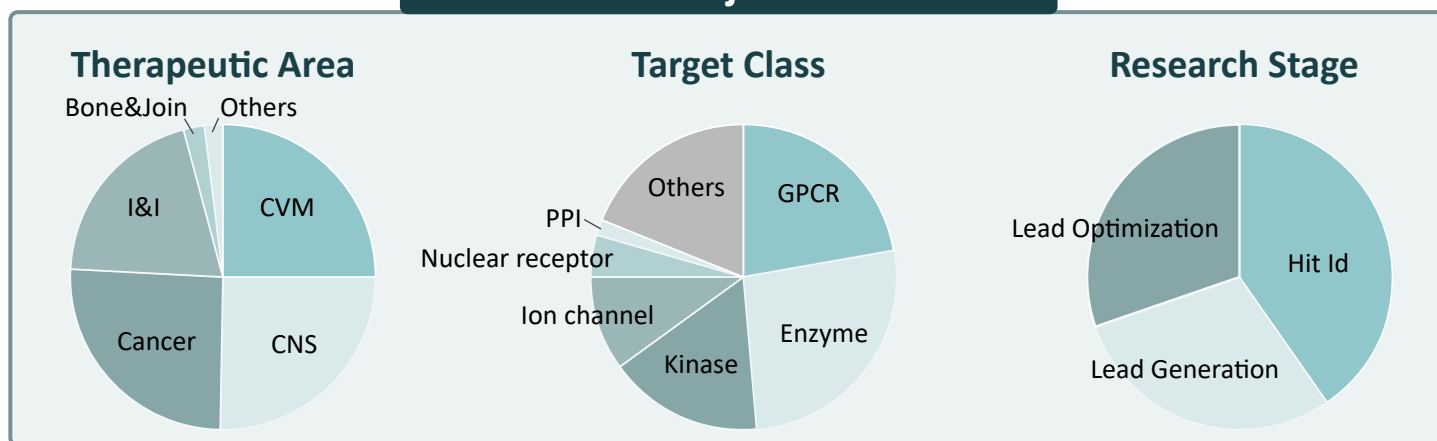 Therapeutic Area
Bone&Join
Others
I&I
CVM
Cancer
CNS
Target Class
Others
GPCR
PPI
Nuclear receptor
Ion channel
Enzyme
Kinase
Research Stage
Lead Optimization
Hit Id
Lead Generation